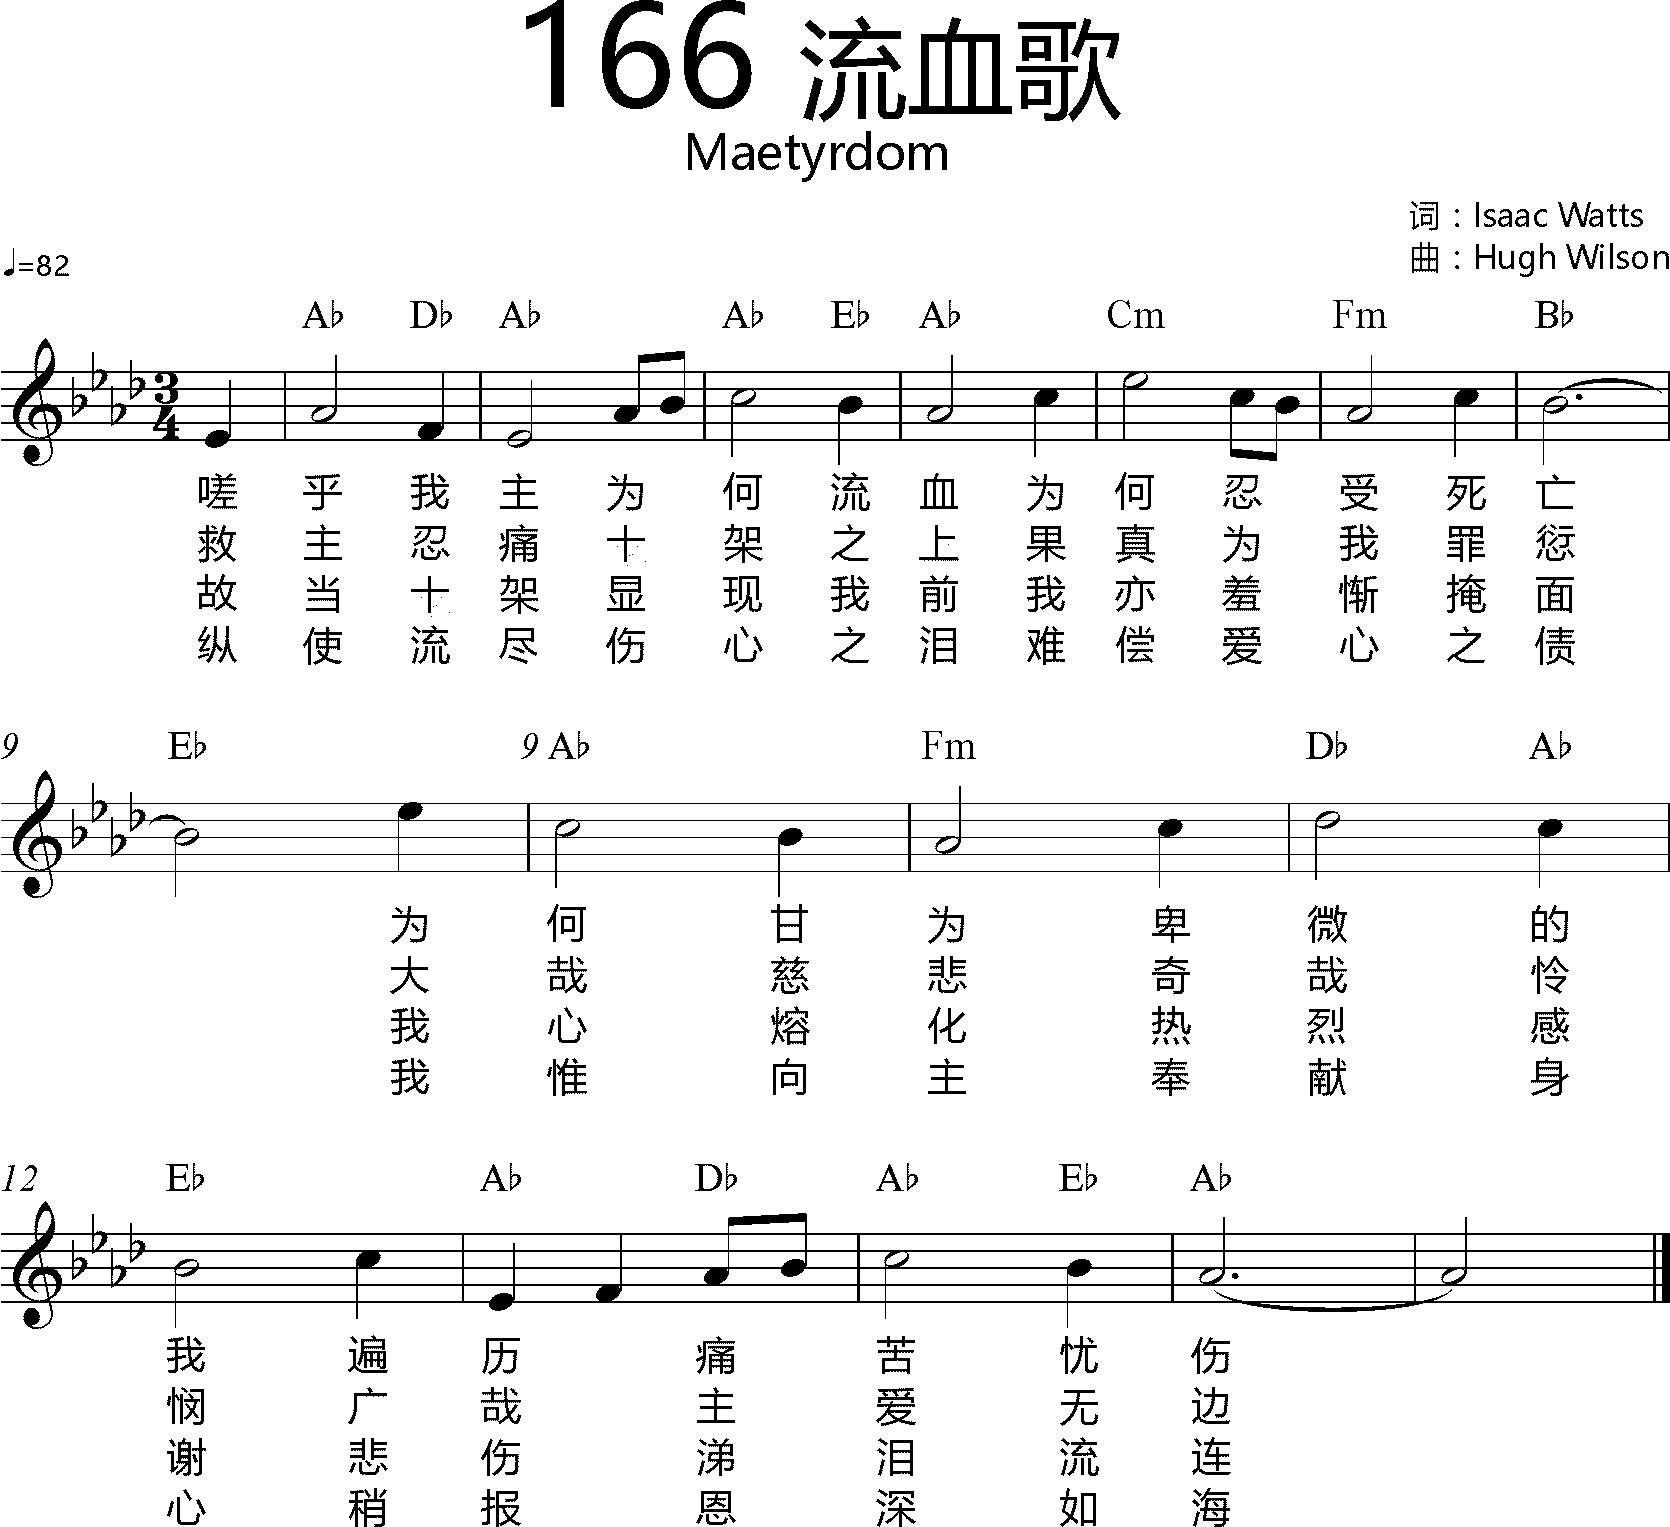 166 流血歌
Maetyrdom
词：Isaac Watts
曲：Hugh Wilson
♩=82
A♭ D♭ A♭ A♭ E♭ A♭ Cm Fm B♭
3/4
嗟乎我主为何流血为何忍受死亡
救主忍痛十架之上果真为我罪愆
故当十架显现我前我亦羞惭掩面
纵使流尽伤心之泪难偿爱心之债
9 E♭ 9 A♭ Fm D♭ A♭
为何甘为卑微的
大哉慈悲奇哉怜
我心熔化热烈感
我惟向主奉献身
12 E♭ A♭ D♭ A♭ E♭ A♭
我遍历痛苦忧伤
悯广哉主爱无边
谢悲伤涕泪流连
心稍报恩深如海